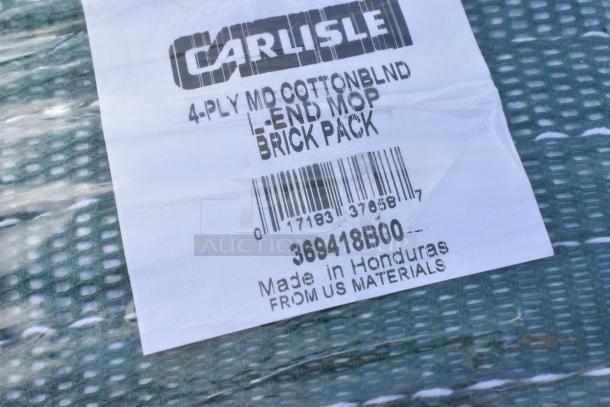 CARLISLE
4-PLY MD COTTONBLND
L-END MOP
BRICK PACK
0 17183 37658 7
369418B00
Made in Honduras
FROM US MATERIALS